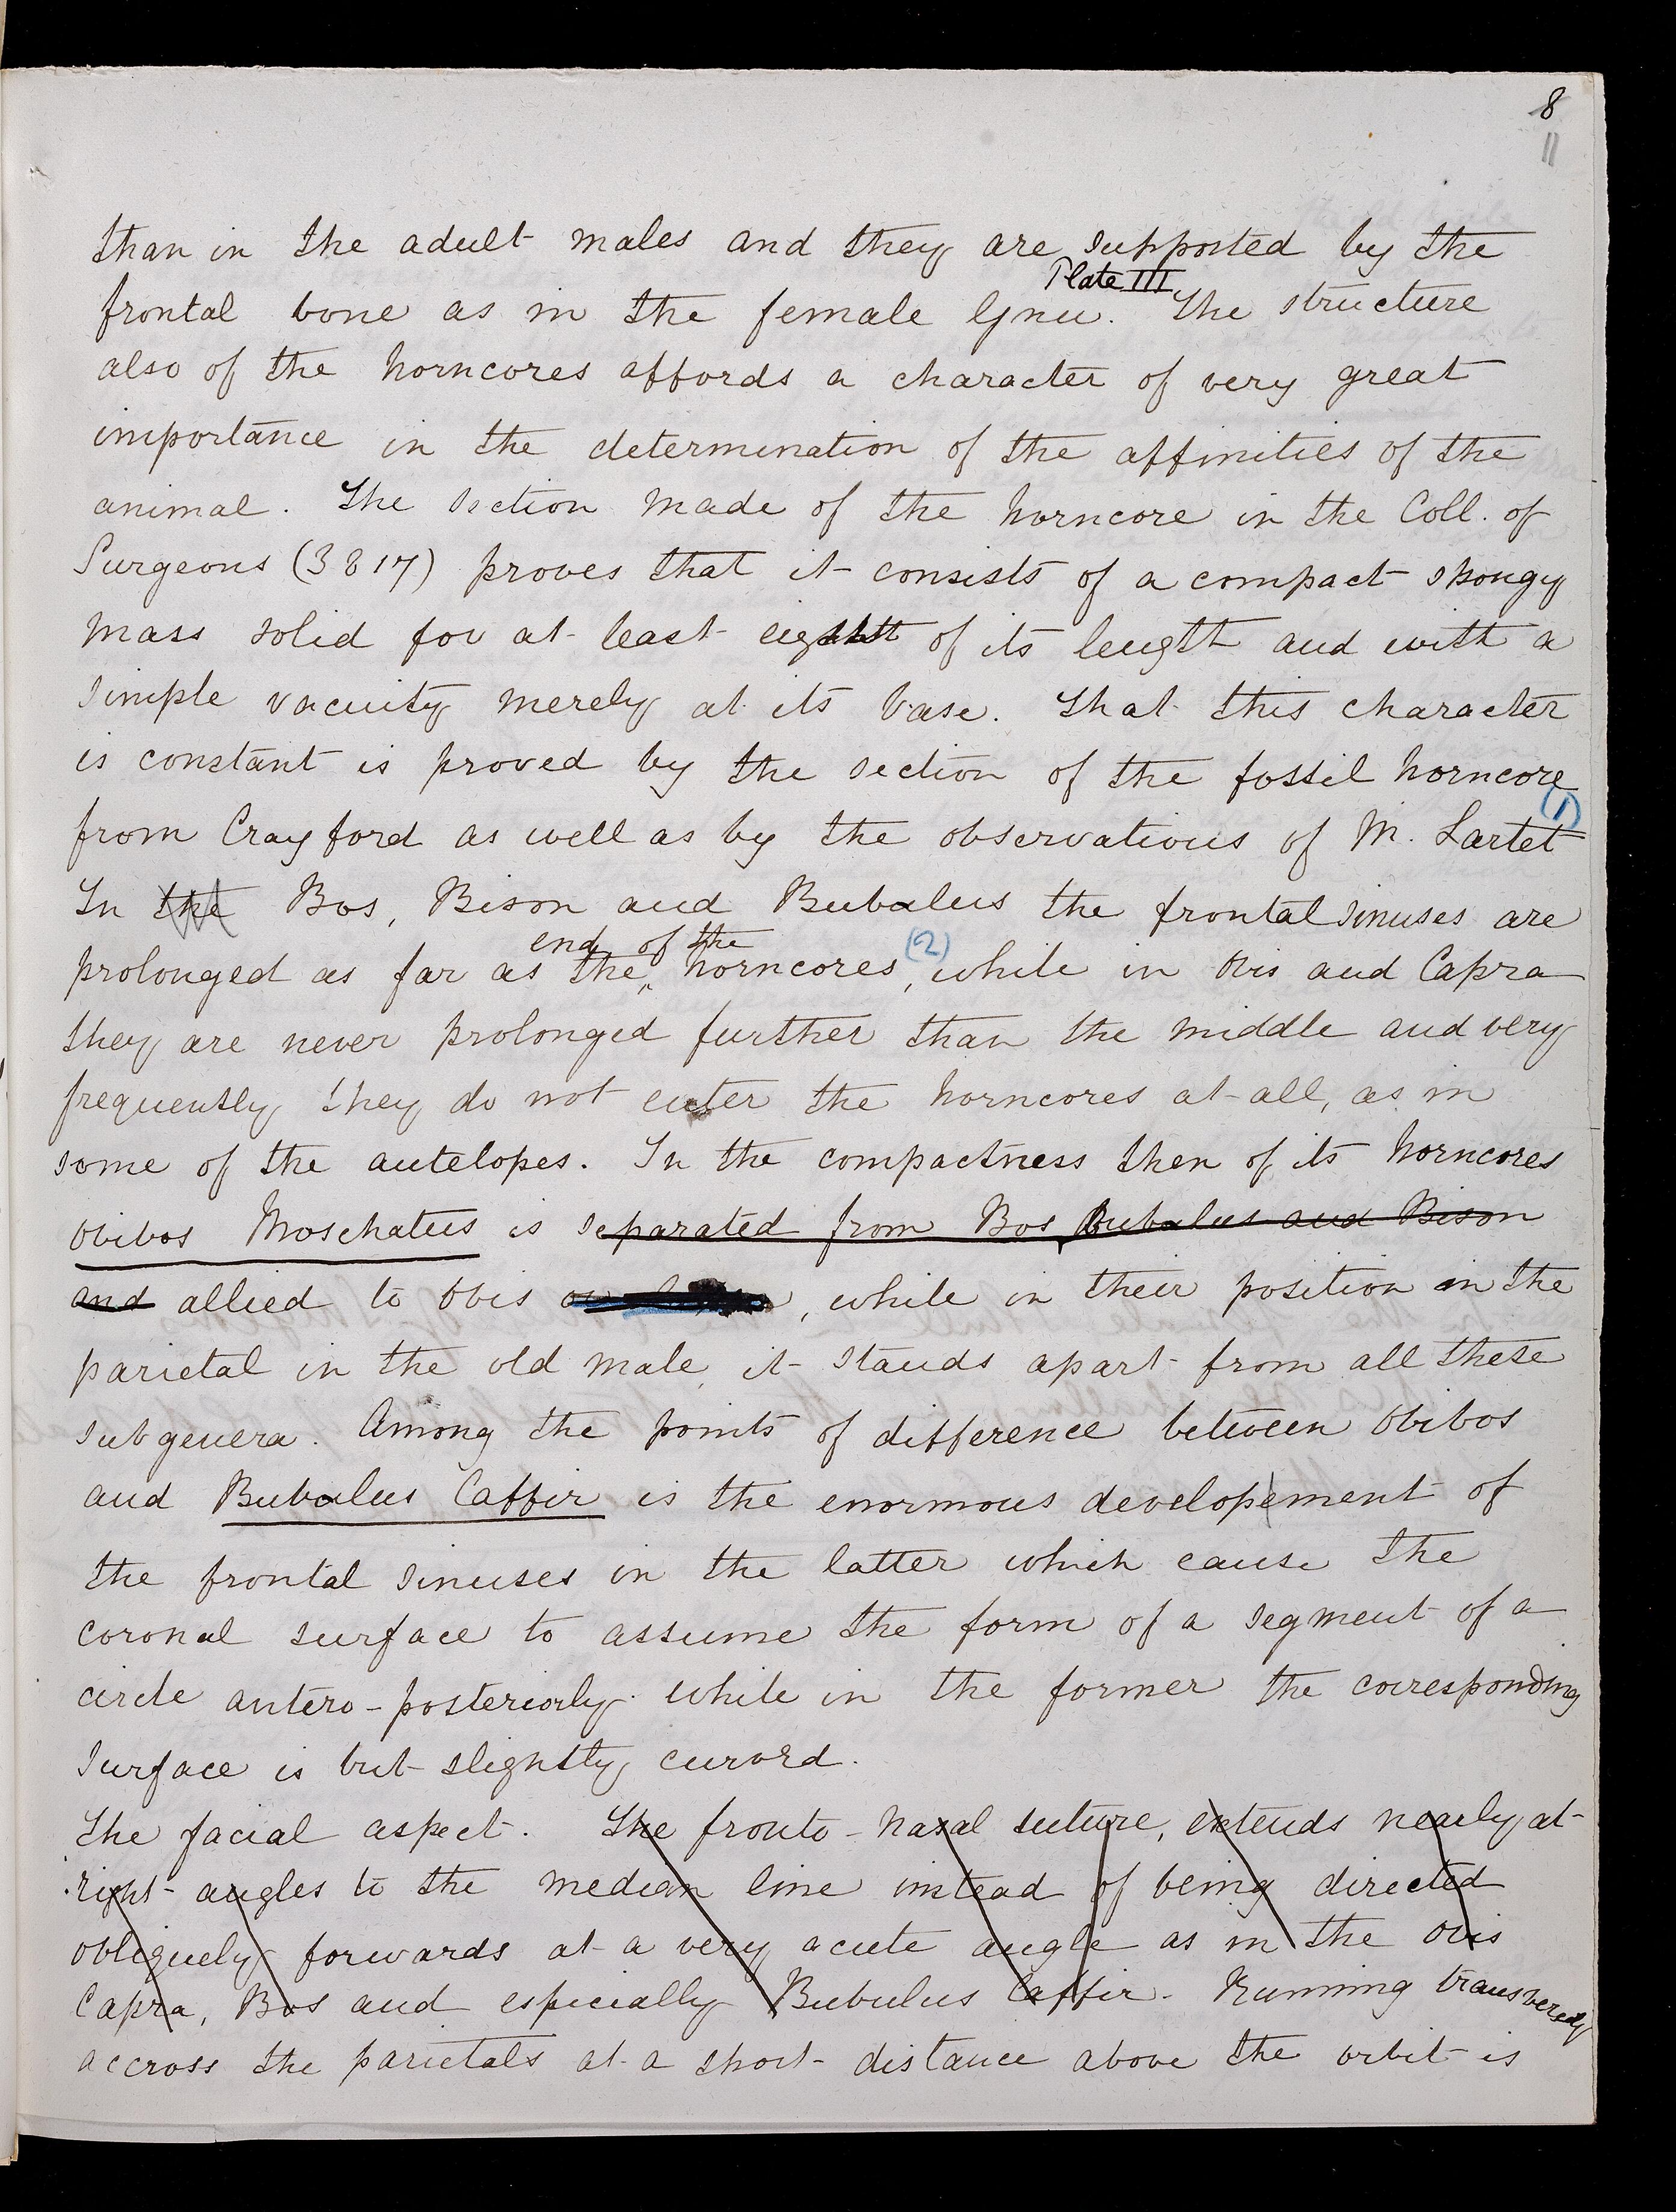 8
11
than in the adult males and they are supported by the
Plate III
frontal bone as in the female Gnu. The structure
also of the horncores affords a character of very great
importance in the determination of the affinities of the
animal. The section made of the horncore in the Coll. of
Surgeons (3817) proves that it consists of a compact spongy
mass solid for at least of its length and with a
simple vacuity merely at its base. That this character
is constant is proved by the section of the fossil horncore
(1)
from Crayford as well as by the observations of M. Lartet
In the Bos, Bison and Bubalus the frontal sinuses are
end of the (2)
prolonged as far as the horncores, while in Ovis and Capra
they are never prolonged further than the middle and very
frequently they do not enter the horncores at all, as in
some of the antelopes. In the compactness then of its horncores
Ovibos Moschatus is separated from Bos, Bubalus and Bison
and allied to Ovis , while in their position in the
parietal in the old male, it stands apart from all these
subgenera. Among the points of difference between Ovibos
and Bubalus Caffir is the enormous developement of
the frontal sinuses in the latter which cause the
coronal surface to assume the form of a segment of a
circle antero-posteriorly. While in the former the corresponding
surface is but slightly curved.
The facial aspect. The fronto-nasal suture, extends nearly at
right angles to the median line instead of being directed
obliquely forwards at a very acute angle as in the Ovis
Capra, Bos and especially Bubulus Caffir. Running transversely
accross the parietals at a short distance above the orbit is